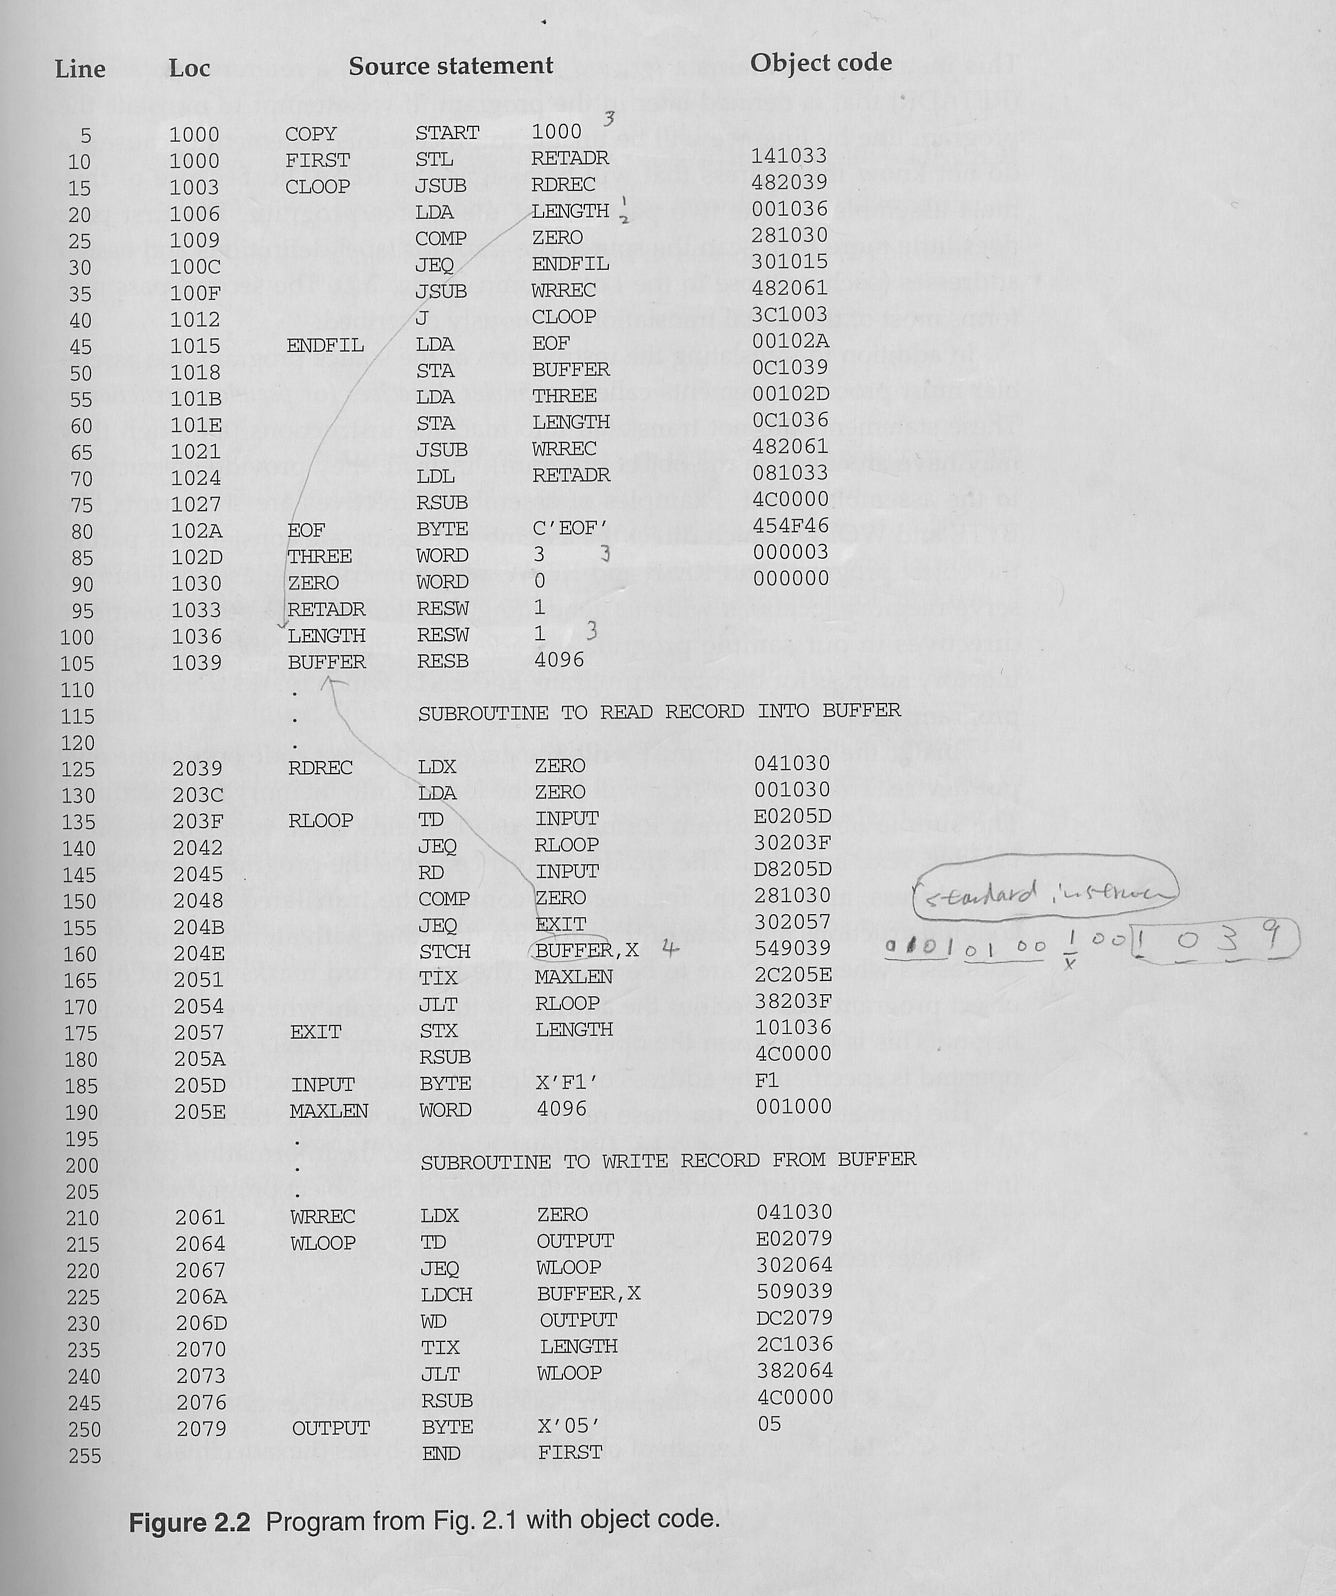 Line Loc Source statement Object code
3
5 1000 COPY START 1000
10 1000 FIRST STL RETADR 141033
15 1003 CLOOP JSUB RDREC 482039
20 1006 LDA LENGTH 1 2 001036
25 1009 COMP ZERO 281030
30 100C JEQ ENDFIL 301015
35 100F JSUB WRREC 482061
40 1012 J CLOOP 3C1003
45 1015 ENDFIL LDA EOF 00102A
50 1018 STA BUFFER 0C1039
55 101B LDA THREE 00102D
60 101E STA LENGTH 0C1036
65 1021 JSUB WRREC 482061
70 1024 LDL RETADR 081033
75 1027 RSUB 4C0000
80 102A EOF BYTE C'EOF' 454F46
85 102D THREE WORD 3 3 000003
90 1030 ZERO WORD 0 000000
95 1033 RETADR RESW 1
100 1036 LENGTH RESW 1 3
105 1039 BUFFER RESB 4096
110 .
115 . SUBROUTINE TO READ RECORD INTO BUFFER
120 .
125 2039 RDREC LDX ZERO 041030
130 203C LDA ZERO 001030
135 203F RLOOP TD INPUT E0205D
140 2042 JEQ RLOOP 30203F
145 2045 RD INPUT D8205D
150 2048 COMP ZERO 281030
standard
155 204B JEQ EXIT 302057
160 204E STCH BUFFER,X 4 549039
0101 01 00 1 00 1 0 3 9
x
165 2051 TIX MAXLEN 2C205E
170 2054 JLT RLOOP 38203F
175 2057 EXIT STX LENGTH 101036
180 205A RSUB 4C0000
185 205D INPUT BYTE X'F1' F1
190 205E MAXLEN WORD 4096 001000
195 .
200 . SUBROUTINE TO WRITE RECORD FROM BUFFER
205 .
210 2061 WRREC LDX ZERO 041030
215 2064 WLOOP TD OUTPUT E02079
220 2067 JEQ WLOOP 302064
225 206A LDCH BUFFER,X 509039
230 206D WD OUTPUT DC2079
235 2070 TIX LENGTH 2C1036
240 2073 JLT WLOOP 382064
245 2076 RSUB 4C0000
250 2079 OUTPUT BYTE X'05' 05
255 END FIRST
Figure 2.2 Program from Fig. 2.1 with object code.